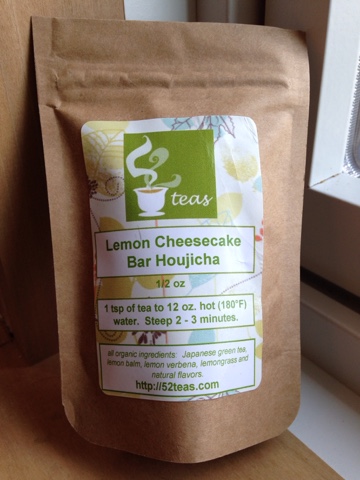 52 teas
Lemon Cheesecake
Bar Houjicha
1/2 oz
1 tsp of tea to 12 oz. hot (180°F)
water. Steep 2 - 3 minutes.
all organic ingredients: Japanese green tea,
lemon balm, lemon verbena, lemongrass and
natural flavors.
http://52teas.com